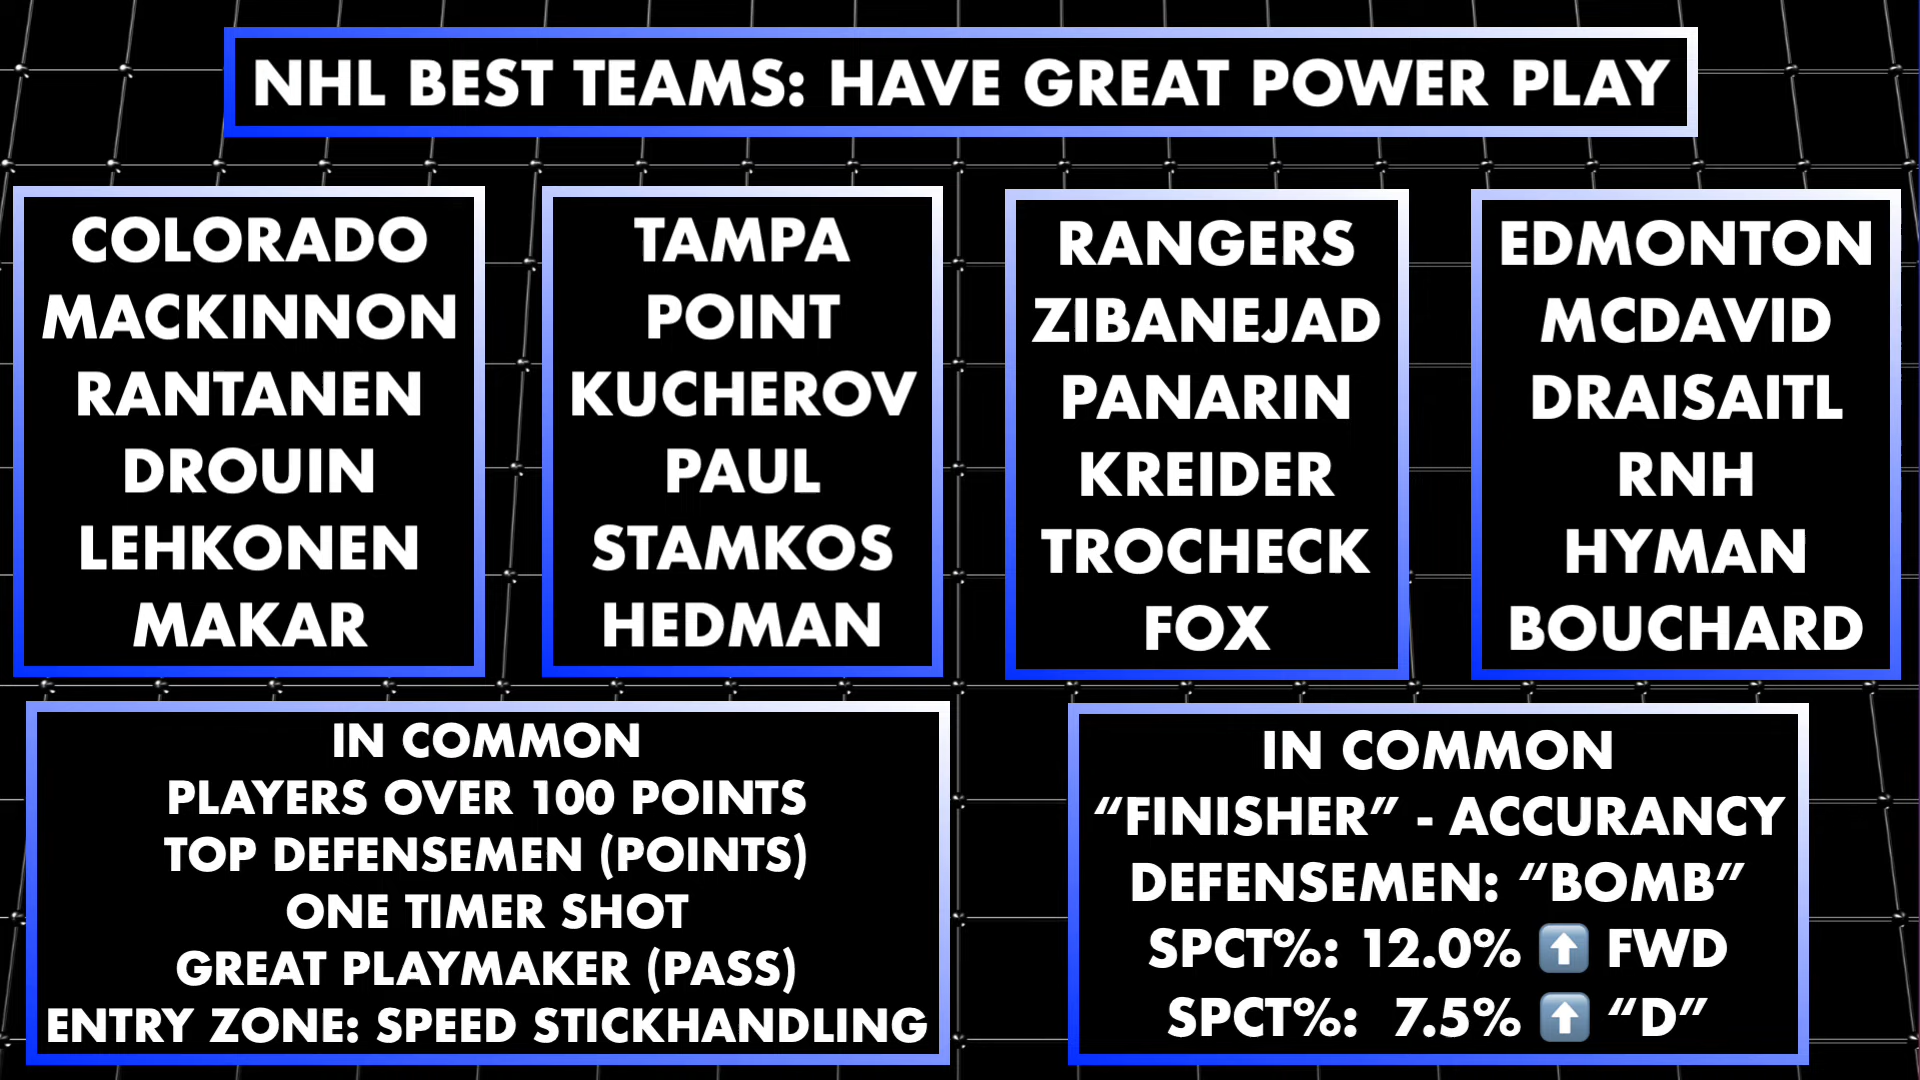 NHL BEST TEAMS: HAVE GREAT POWER PLAY
COLORADO
MACKINNON
RANTANEN
DROUIN
LEHKONEN
MAKAR
TAMPA
POINT
KUCHEROV
PAUL
STAMKOS
HEDMAN
RANGERS
ZIBANEJAD
PANARIN
KREIDER
TROCHECK
FOX
EDMONTON
MCDAVID
DRAISAITL
RNH
HYMAN
BOUCHARD
IN COMMON
PLAYERS OVER 100 POINTS
TOP DEFENSEMEN (POINTS)
ONE TIMER SHOT
GREAT PLAYMAKER (PASS)
ENTRY ZONE: SPEED STICKHANDLING
IN COMMON
“FINISHER” - ACCURANCY
DEFENSEMEN: “BOMB”
SPCT%: 12.0% ⬆️ FWD
SPCT%: 7.5% ⬆️ “D”